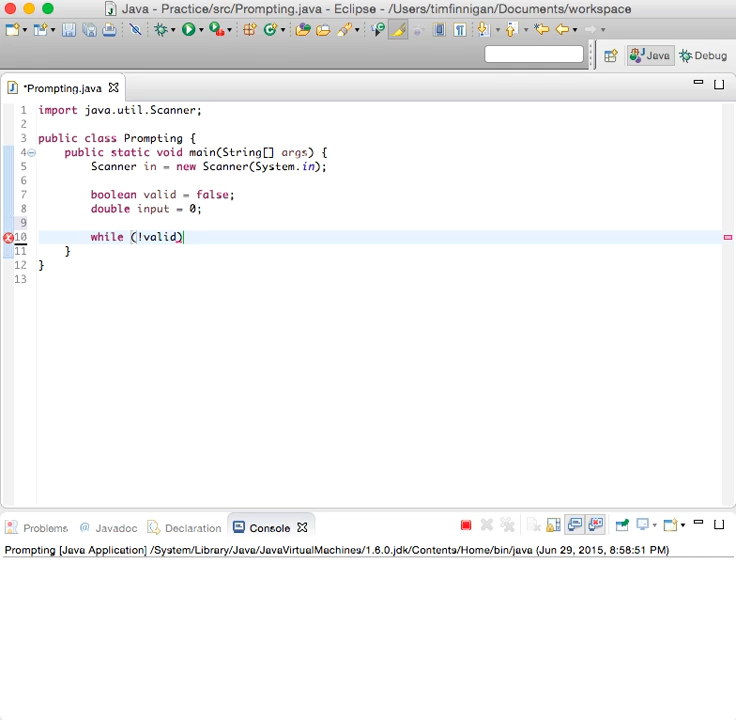 Java - Practice/src/Prompting.java - Eclipse - /Users/timfinnigan/Documents/workspace
Java Debug
*Prompting.java
1 import java.util.Scanner;
2
3 public class Prompting {
4 public static void main(String[] args) {
5 Scanner in = new Scanner(System.in);
6
7 boolean valid = false;
8 double input = 0;
9
10 while (!valid)
11 }
12 }
13
Problems @ Javadoc Declaration Console
Prompting [Java Application] /System/Library/Java/JavaVirtualMachines/1.6.0.jdk/Contents/Home/bin/java (Jun 29, 2015, 8:58:51 PM)